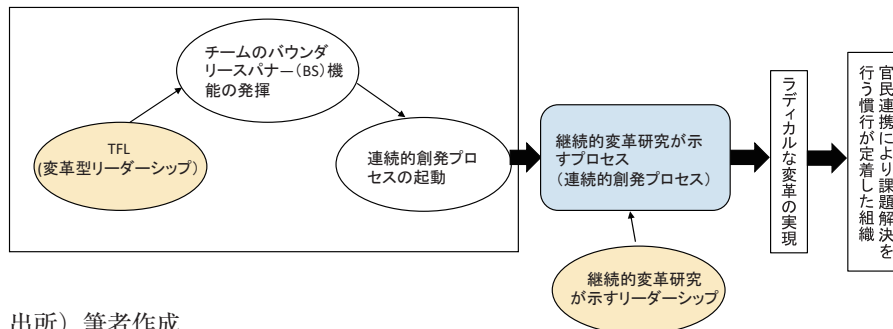 チームのバウンダ
リースパナー（BS）機
能の発揮
TFL
(変革型リーダーシップ）
連続的創発プロ
セスの起動
継続的変革研究が示
すプロセス
（連続的創発プロセス）
継続的変革研究
が示すリーダーシップ
ラディカルな変革の実現
官民連携により課題解決を
行う慣行が定着した組織
出所）筆者作成